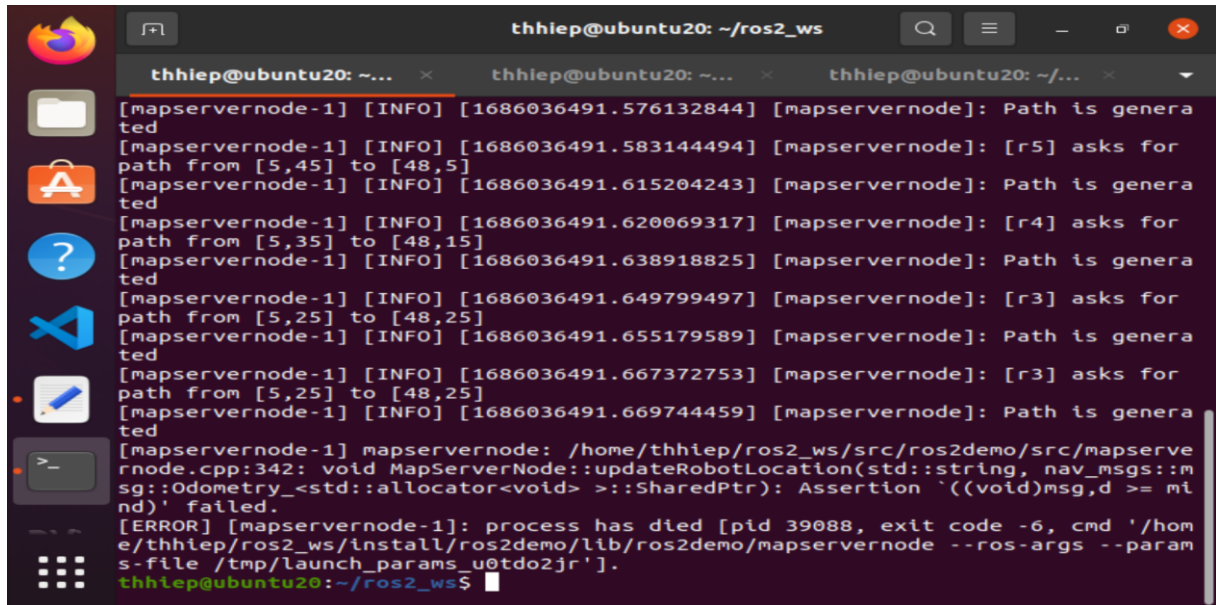 thhiep@ubuntu20: ~/ros2_ws
thhiep@ubuntu20: ~... × thhiep@ubuntu20: ~... × thhiep@ubuntu20: ~/... ×
[mapservernode-1] [INFO] [1686036491.576132844] [mapservernode]: Path is genera
ted
[mapservernode-1] [INFO] [1686036491.583144494] [mapservernode]: [r5] asks for
path from [5,45] to [48,5]
[mapservernode-1] [INFO] [1686036491.615204243] [mapservernode]: Path is genera
ted
[mapservernode-1] [INFO] [1686036491.620069317] [mapservernode]: [r4] asks for
path from [5,35] to [48,15]
[mapservernode-1] [INFO] [1686036491.638918825] [mapservernode]: Path is genera
ted
[mapservernode-1] [INFO] [1686036491.649799497] [mapservernode]: [r3] asks for
path from [5,25] to [48,25]
[mapservernode-1] [INFO] [1686036491.655179589] [mapservernode]: Path is genera
ted
[mapservernode-1] [INFO] [1686036491.667372753] [mapservernode]: [r3] asks for
path from [5,25] to [48,25]
[mapservernode-1] [INFO] [1686036491.669744459] [mapservernode]: Path is genera
ted
[mapservernode-1] mapservernode: /home/thhiep/ros2_ws/src/ros2demo/src/mapserve
rnode.cpp:342: void MapServerNode::updateRobotLocation(std::string, nav_msgs::m
sg::Odometry_<std::allocator<void> >::SharedPtr): Assertion `((void)msg,d >= mi
nd)' failed.
[ERROR] [mapservernode-1]: process has died [pid 39088, exit code -6, cmd '/hom
e/thhiep/ros2_ws/install/ros2demo/lib/ros2demo/mapservernode --ros-args --param
s-file /tmp/launch_params_u0tdo2jr'].
thhiep@ubuntu20:~/ros2_ws$